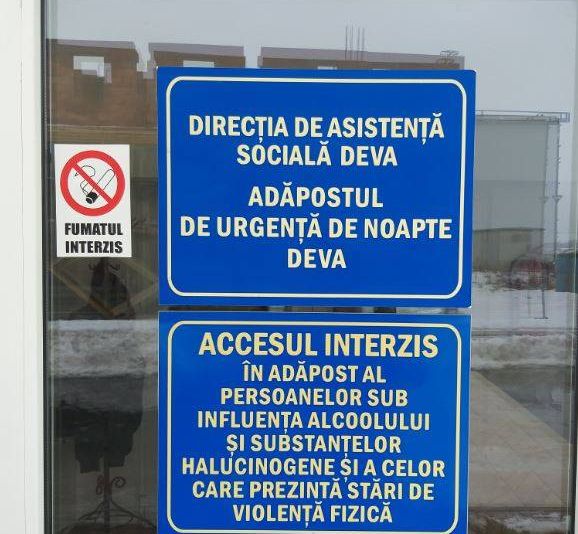 DIRECȚIA DE ASISTENȚĂ
SOCIALĂ DEVA
ADĂPOSTUL
DE URGENȚĂ DE NOAPTE
DEVA
FUMATUL
INTERZIS
ACCESUL INTERZIS
ÎN ADĂPOST AL
PERSOANELOR SUB
INFLUENȚA ALCOOLULUI
ȘI SUBSTANȚELOR
HALUCINOGENE ȘI A CELOR
CARE PREZINTĂ STĂRI DE
VIOLENȚĂ FIZICĂ